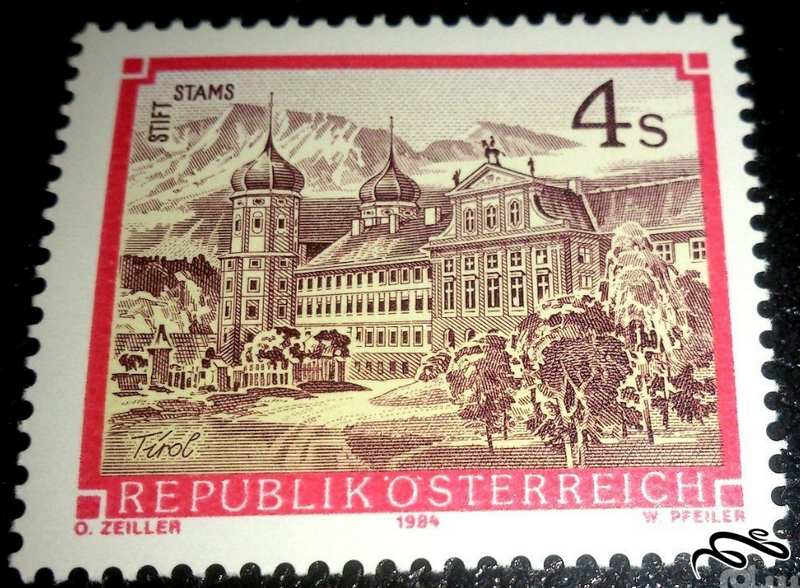 STIFT STAMS
4s
Tirol
REPUBLIK ÖSTERREICH
O. ZEILLER 1984 W. PFEILER